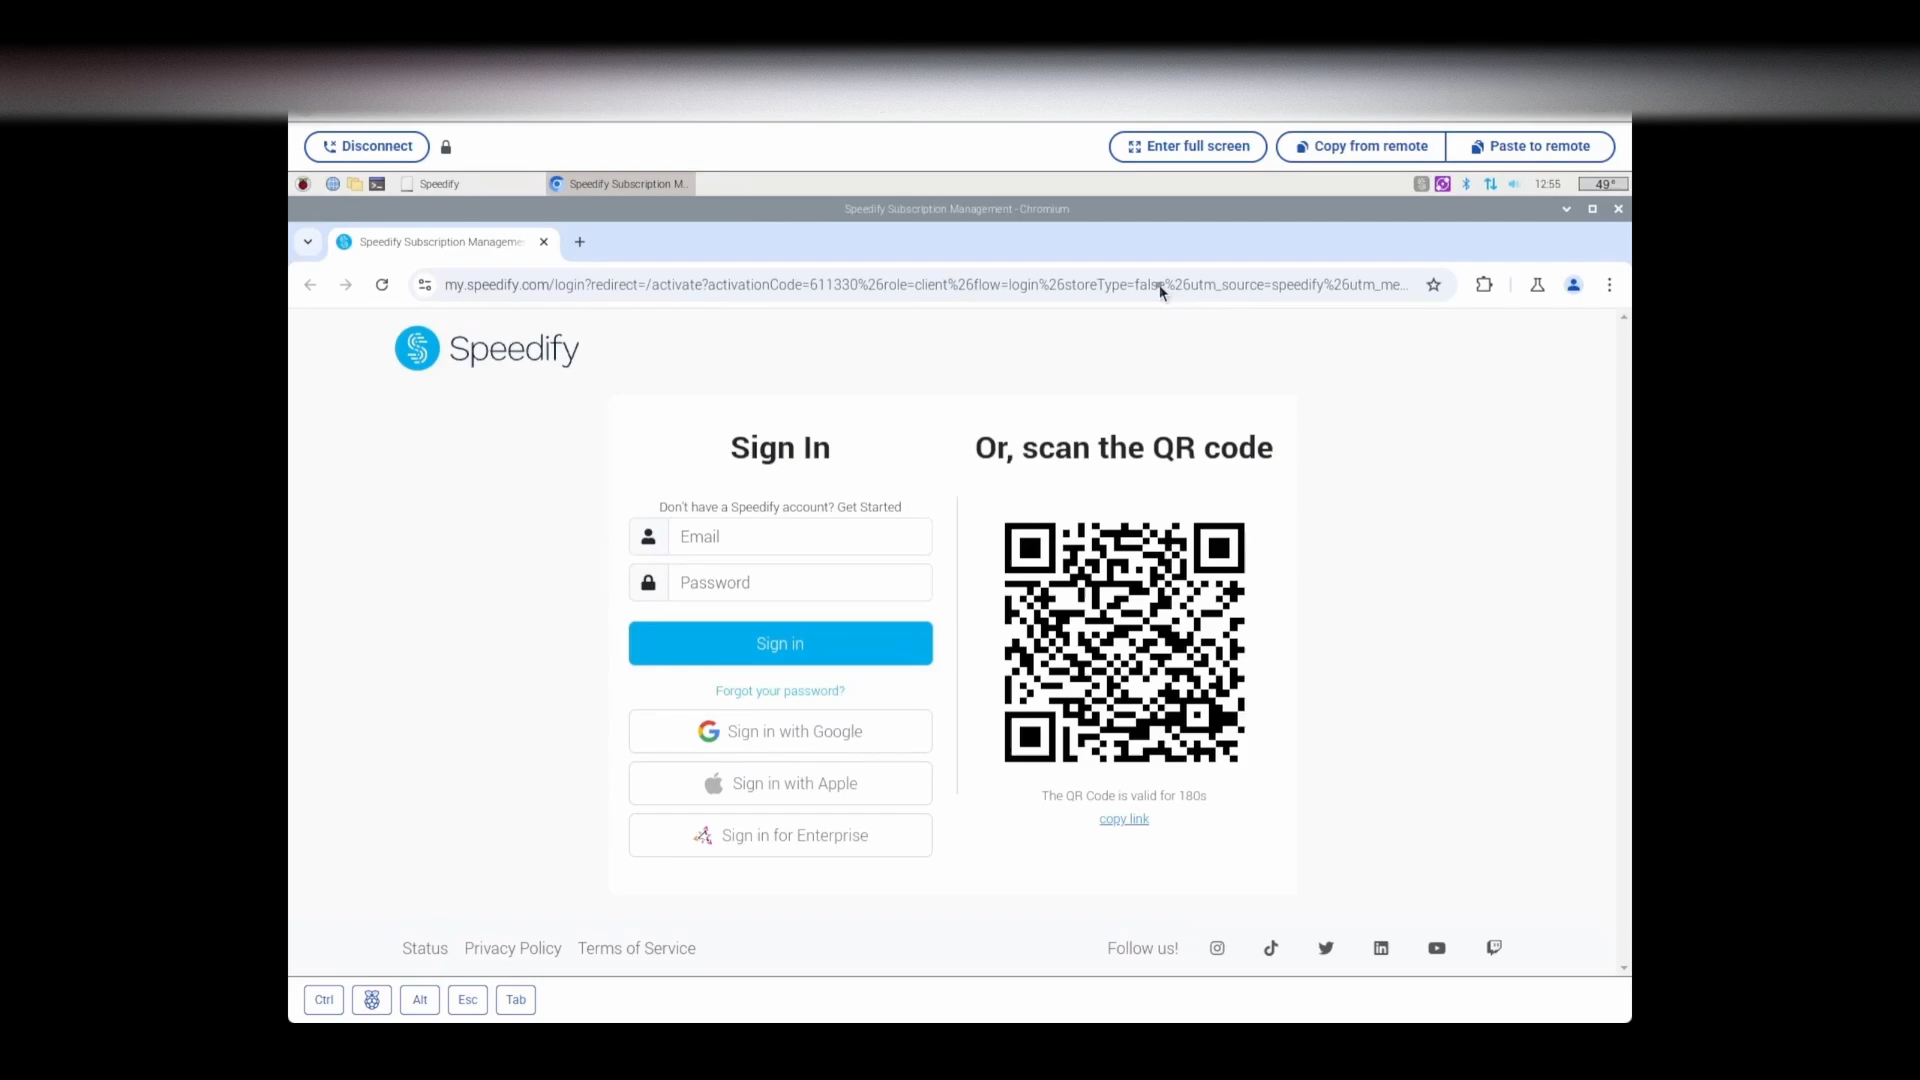 Disconnect
Enter full screen
Copy from remote
Paste to remote
Speedify
Speedify Subscription M..
12:55
49°
Speedify Subscription Management - Chromium
Speedify Subscription Manageme
my.speedify.com/login?redirect=/activate?activationCode=611330%26role=client%26flow=login%26storeType=false%26utm_source=speedify%26utm_me...
Speedify
Sign In
Or, scan the QR code
Don't have a Speedify account? Get Started
Email
Password
Sign in
Forgot your password?
Sign in with Google
Sign in with Apple
Sign in for Enterprise
The QR Code is valid for 180s
copy link
Status
Privacy Policy
Terms of Service
Follow us!
Ctrl
Alt
Esc
Tab